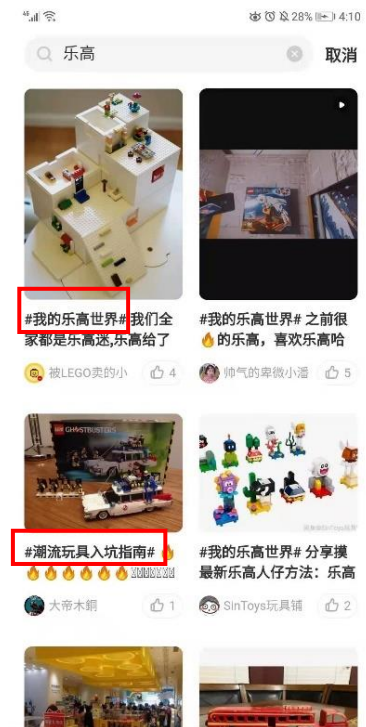 4:10
28%
乐高
取消
#我的乐高世界# 我们全
家都是乐高迷,乐高给了
被LEGO卖的小
4
#我的乐高世界# 之前很
🔥的乐高，喜欢乐高哈
帅气的卑微小潘
5
GHOSTBUSTERS
#潮流玩具入坑指南# 🔥
🔥🔥🔥🔥🔥🔥
大帝木銅
1
#我的乐高世界# 分享摸
最新乐高人仔方法：乐高
SinToys玩具铺
2